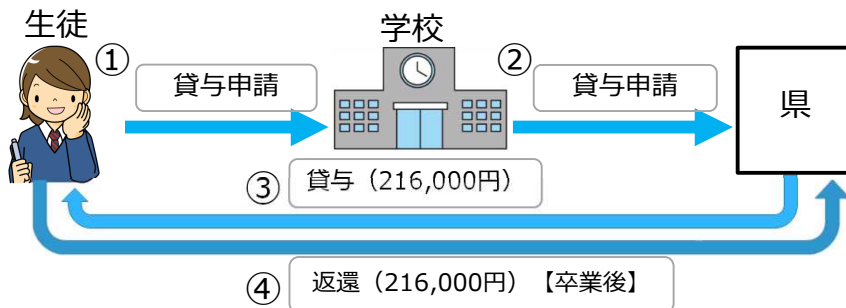 生徒
学校
①
貸与申請
②
貸与申請
県
③
貸与（216,000円）
④
返還（216,000円）【卒業後】